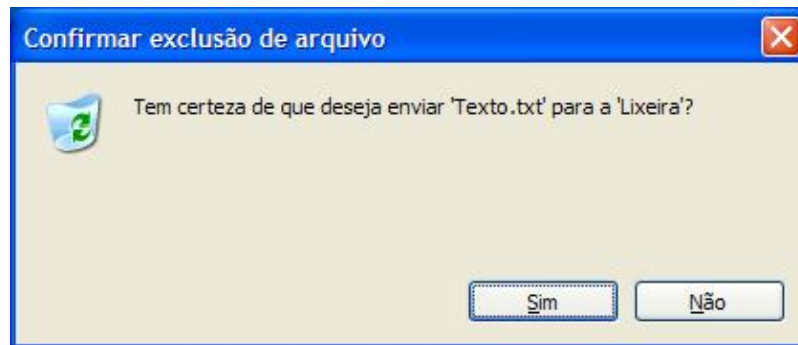 Confirmar exclusão de arquivo
Tem certeza de que deseja enviar 'Texto.txt' para a 'Lixeira'?
Sim
Não